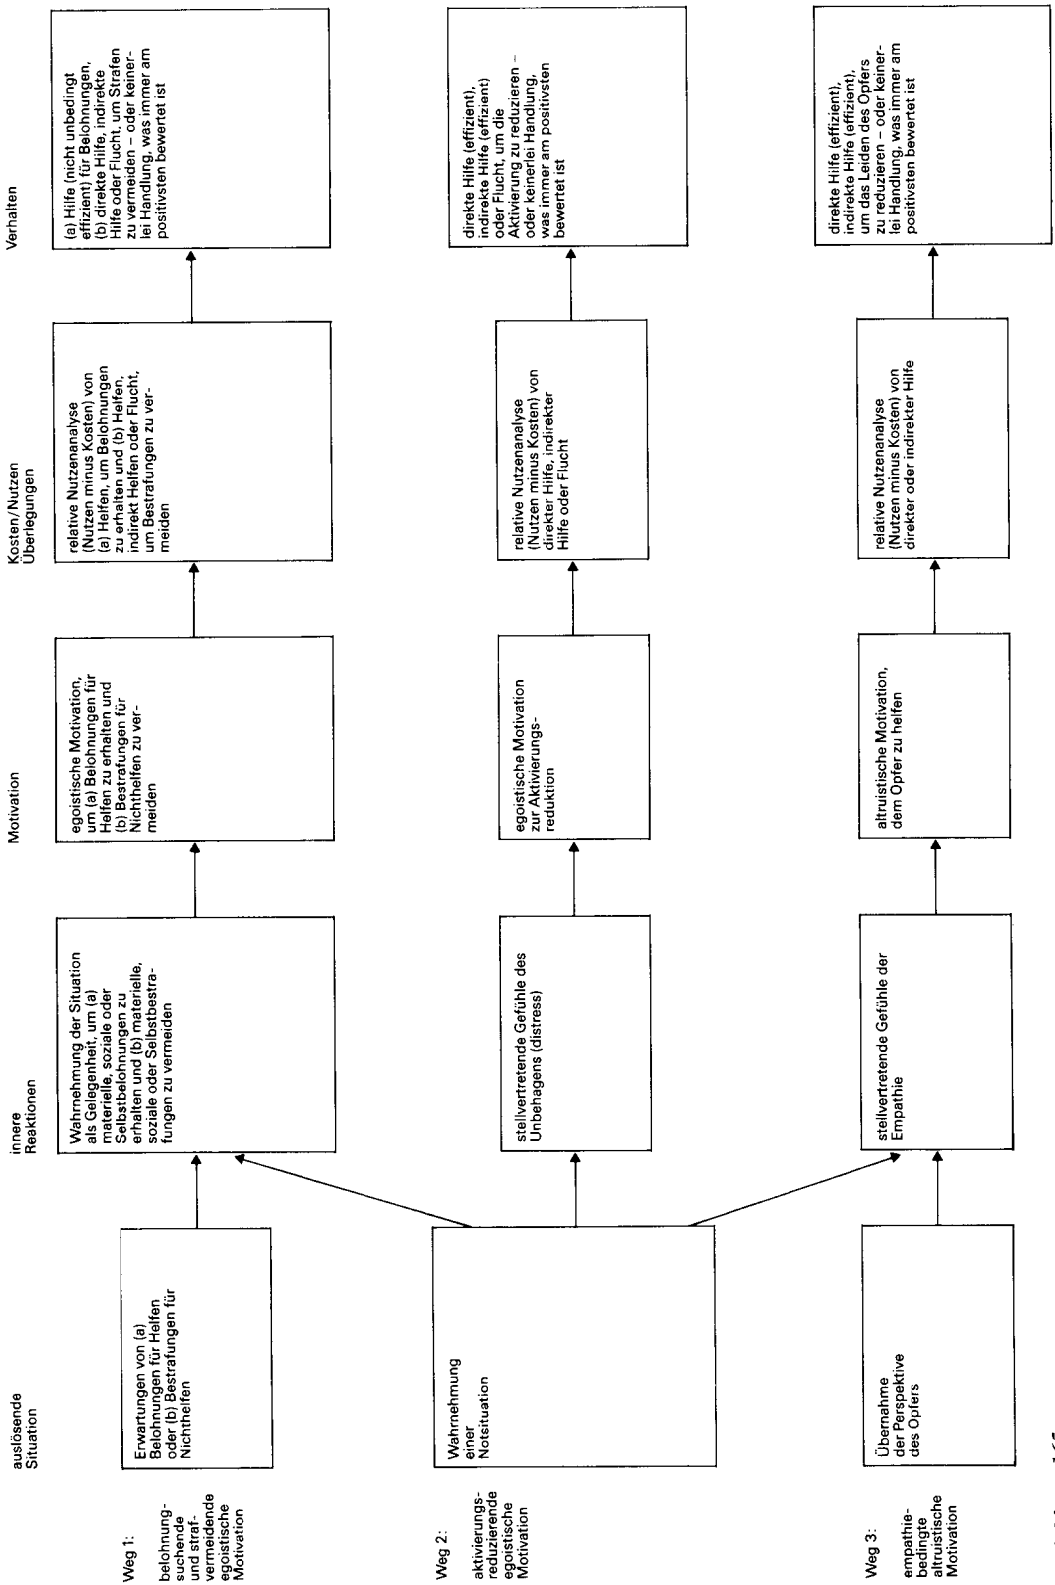 auslösende
Situation
innere
Reaktionen
Motivation
Kosten/Nutzen
Überlegungen
Verhalten
Weg 1:
belohnung-
suchende
und straf-
vermeidende
egoistische
Motivation
Erwartungen von (a)
Belohnungen für Helfen
oder (b) Bestrafungen für
Nichthelfen
Wahrnehmung der Situation
als Gelegenheit, um (a)
materielle, soziale oder
Selbstbelohnungen zu
erhalten und (b) materielle,
soziale oder Selbstbestra-
fungen zu vermeiden
egoistische Motivation,
um (a) Belohnungen für
Helfen zu erhalten und
(b) Bestrafungen für
Nichthelfen zu ver-
meiden
relative Nutzenanalyse
(Nutzen minus Kosten) von
(a) Helfen, um Belohnungen
zu erhalten und (b) Helfen,
indirekt Helfen oder Flucht,
um Bestrafungen zu ver-
meiden
(a) Hilfe (nicht unbedingt
effizient) für Belohnungen,
(b) direkte Hilfe, indirekte
Hilfe oder Flucht, um Strafen
zu vermeiden – oder keiner-
lei Handlung, was immer am
positivsten bewertet ist
Weg 2:
aktivierungs-
reduzierende
egoistische
Motivation
Wahrnehmung
einer
Notsituation
stellvertretende Gefühle des
Unbehagens (distress)
egoistische Motivation
zur Aktivierungs-
reduktion
relative Nutzenanalyse
(Nutzen minus Kosten) von
direkter Hilfe, indirekter
Hilfe oder Flucht
direkte Hilfe (effizient),
indirekte Hilfe (effizient)
oder Flucht, um die
Aktivierung zu reduzieren –
oder keinerlei Handlung,
was immer am positivsten
bewertet ist
Weg 3:
empathie-
bedingte
altruistische
Motivation
Übernahme
der Perspektive
des Opfers
stellvertretende Gefühle der
Empathie
altruistische Motivation,
dem Opfer zu helfen
relative Nutzenanalyse
(Nutzen minus Kosten) von
direkter oder indirekter Hilfe
direkte Hilfe (effizient),
indirekte Hilfe (effizient),
um das Leiden des Opfers
zu reduzieren – oder keiner-
lei Handlung, was immer am
positivsten bewertet ist